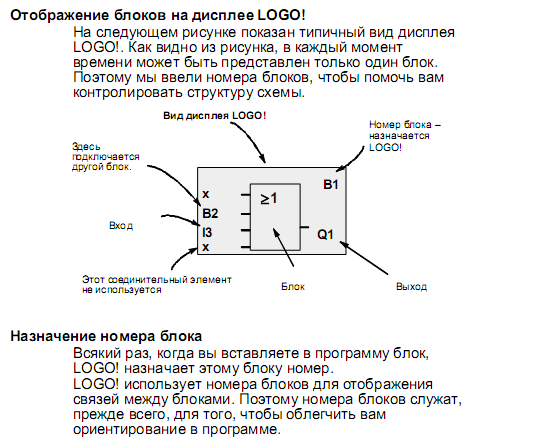 Отображение блоков на дисплее LOGO!
На следующем рисунке показан типичный вид дисплея
LOGO!. Как видно из рисунка, в каждый момент
времени может быть представлен только один блок.
Поэтому мы ввели номера блоков, чтобы помочь вам
контролировать структуру схемы.
Вид дисплея LOGO!
Номер блока –
назначается
LOGO!
Здесь
подключается
другой блок.
B1
x
≥1
B2
Вход
I3
Q1
x
Этот соединительный элемент
не используется
Блок
Выход
Назначение номера блока
Всякий раз, когда вы вставляете в программу блок,
LOGO! назначает этому блоку номер.
LOGO! использует номера блоков для отображения
связей между блоками. Поэтому номера блоков служат,
прежде всего, для того, чтобы облегчить вам
ориентирование в программе.